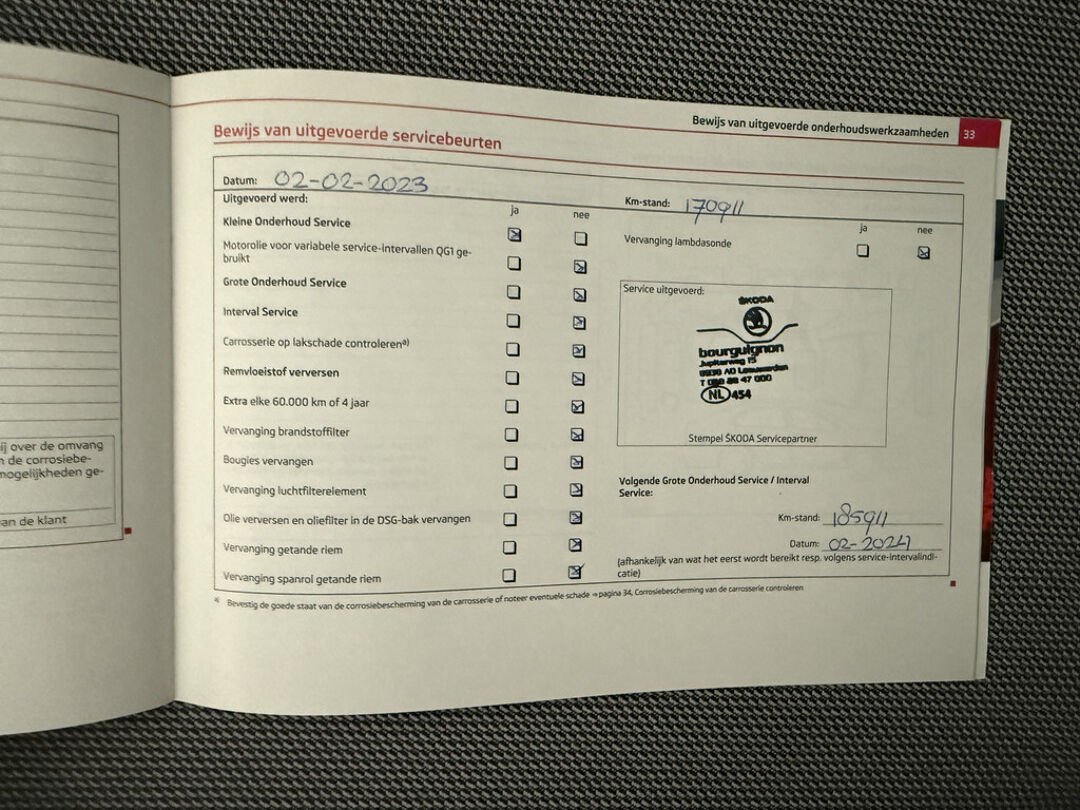 Bewijs van uitgevoerde onderhoudswerkzaamheden 33
Bewijs van uitgevoerde servicebeurten
Datum: 02-02-2023
Km-stand: 170911
Uitgevoerd werd:
ja nee
Kleine Onderhoud Service
Motorolie voor variabele service-intervallen QG1 ge-
bruikt
Grote Onderhoud Service
Interval Service
Carrosserie op lakschade controleren a)
Remvloeistof verversen
Extra elke 60.000 km of 4 jaar
Vervanging brandstoffilter
Bougies vervangen
Vervanging luchtfilterelement
Olie verversen en oliefilter in de DSG-bak vervangen
Vervanging getande riem
Vervanging spanrol getande riem
ja nee
Vervanging lambdasonde
Service uitgevoerd:
ŠKODA
bourguignon
Jupiterweg 15
AD Leeuwarden
47 000
NL 454
Stempel ŠKODA Servicepartner
Volgende Grote Onderhoud Service / Interval
Service:
Km-stand: 185911
Datum: 02-2024
(afhankelijk van wat het eerst wordt bereikt resp. volgens service-intervalindi-
catie)
a) Bevestig de goede staat van de corrosiebescherming van de carrosserie of noteer eventuele schade ⇒ pagina 34, Corrosiebescherming van de carrosserie controleren
ij over de omvang
n de corrosiebe-
mogelijkheden ge-
an de klant